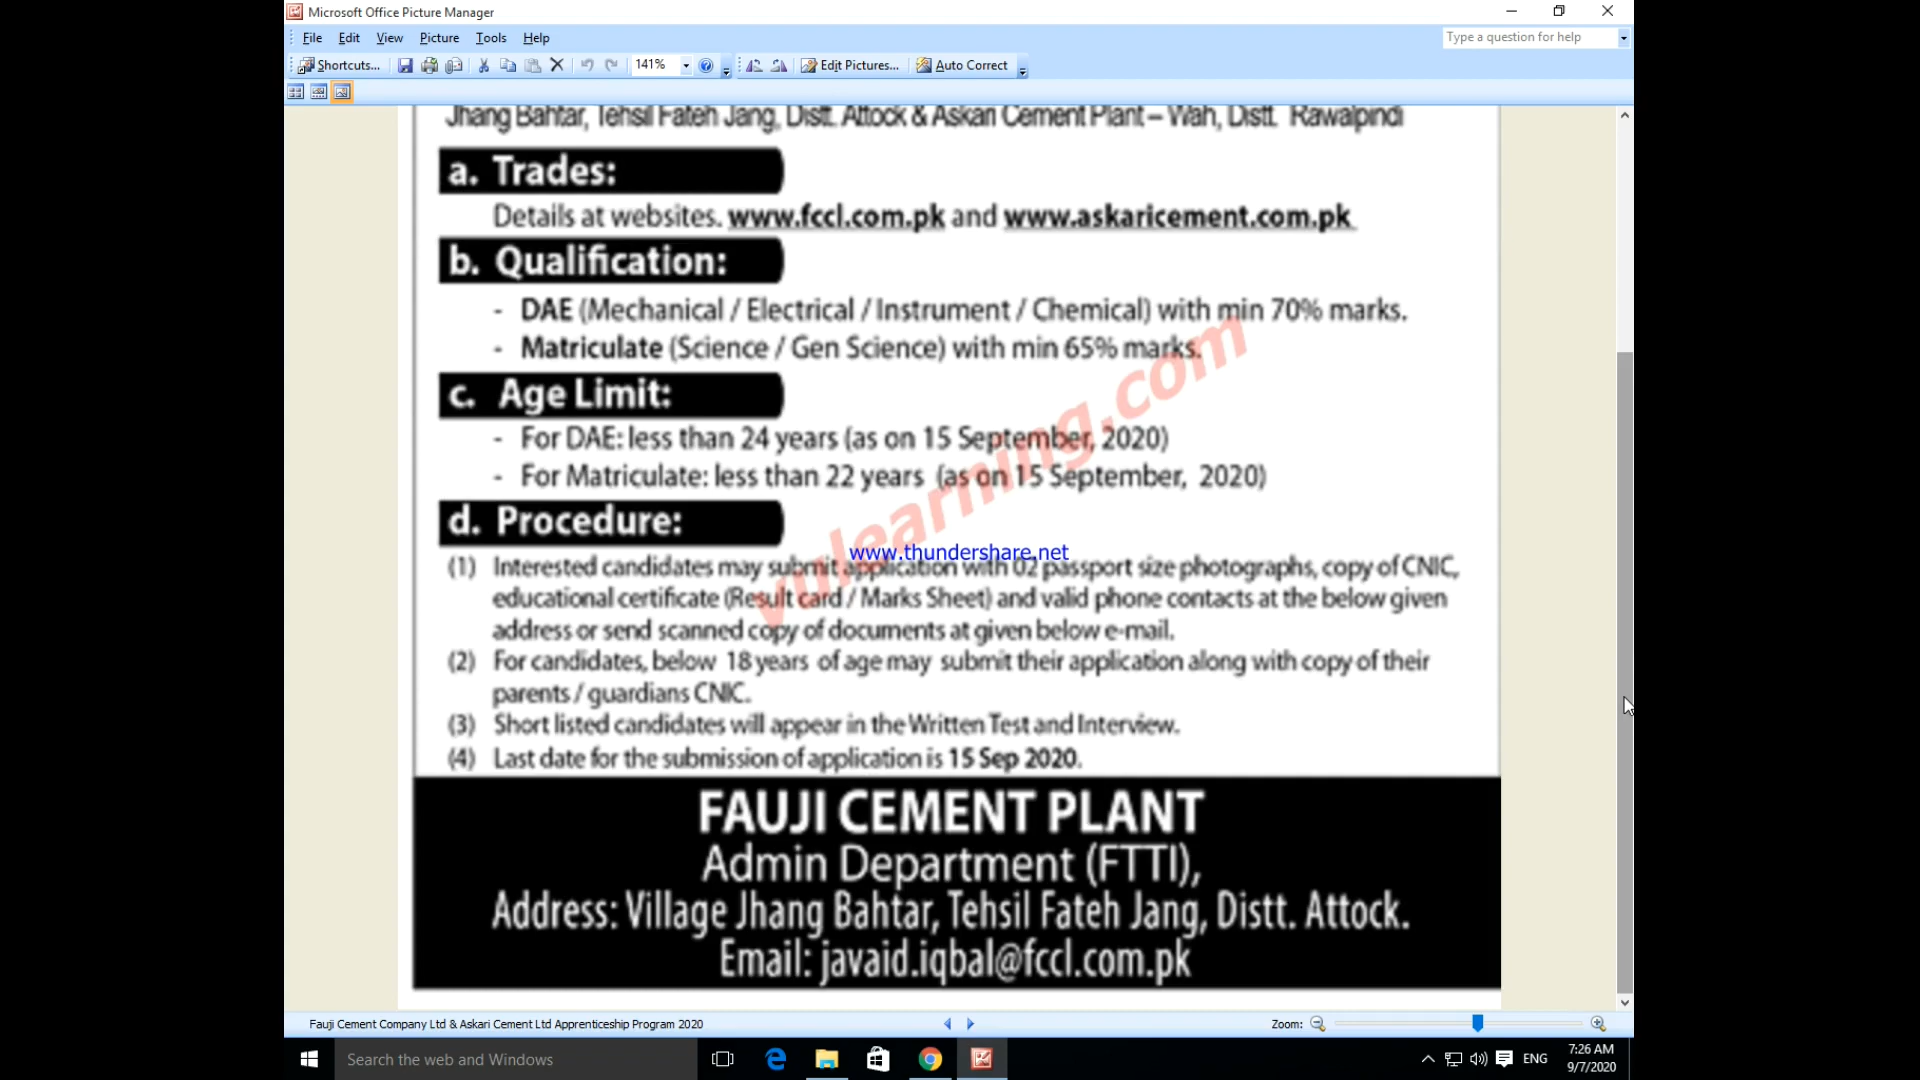 Microsoft Office Picture Manager
File Edit View Picture Tools Help
Type a question for help
Shortcuts... 141% Edit Pictures... Auto Correct
Jhang Bahtar, Tehsil Fateh Jang, Distt. Attock & Askari Cement Plant – Wah, Distt. Rawalpindi
a. Trades:
Details at websites. www.fccl.com.pk and www.askaricement.com.pk
b. Qualification:
- DAE (Mechanical / Electrical / Instrument / Chemical) with min 70% marks.
- Matriculate (Science / Gen Science) with min 65% marks.
c. Age Limit:
- For DAE: less than 24 years (as on 15 September, 2020)
- For Matriculate: less than 22 years (as on 15 September, 2020)
d. Procedure:
vulearning.com
www.thundershare.net
(1) Interested candidates may submit application with 02 passport size photographs, copy of CNIC,
educational certificate (Result card / Marks Sheet) and valid phone contacts at the below given
address or send scanned copy of documents at given below e-mail.
(2) For candidates, below 18 years of age may submit their application along with copy of their
parents / guardians CNIC.
(3) Short listed candidates will appear in the Written Test and Interview.
(4) Last date for the submission of application is 15 Sep 2020.
FAUJI CEMENT PLANT
Admin Department (FTTI),
Address: Village Jhang Bahtar, Tehsil Fateh Jang, Distt. Attock.
Email: javaid.iqbal@fccl.com.pk
Fauji Cement Company Ltd & Askari Cement Ltd Apprenticeship Program 2020
Zoom:
Search the web and Windows
ENG
7:26 AM
9/7/2020